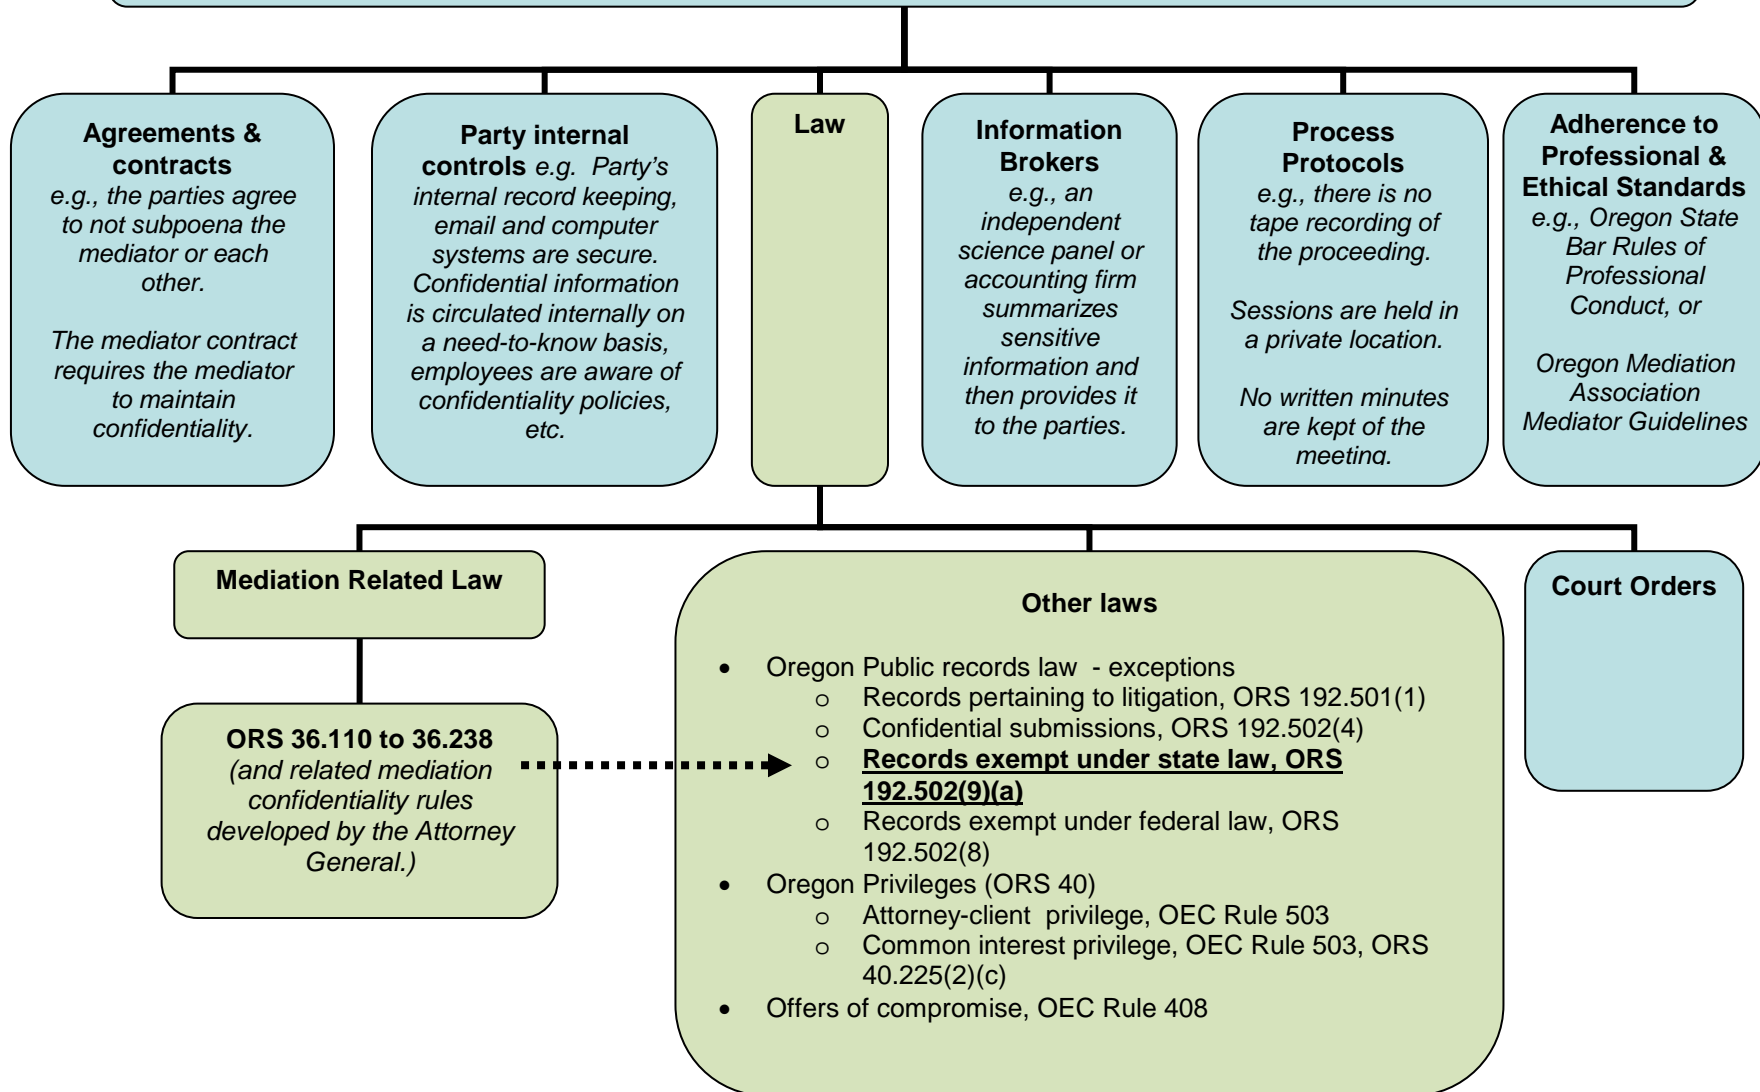 Agreements &
contracts
e.g., the parties agree
to not subpoena the
mediator or each
other.
The mediator contract
requires the mediator
to maintain
confidentiality.
Party internal
controls e.g. Party’s
internal record keeping,
email and computer
systems are secure.
Confidential information
is circulated internally on
a need-to-know basis,
employees are aware of
confidentiality policies,
etc.
Law
Information
Brokers
e.g., an
independent
science panel or
accounting firm
summarizes
sensitive
information and
then provides it
to the parties.
Process
Protocols
e.g., there is no
tape recording of
the proceeding.
Sessions are held in
a private location.
No written minutes
are kept of the
meeting.
Adherence to
Professional &
Ethical Standards
e.g., Oregon State
Bar Rules of
Professional
Conduct, or
Oregon Mediation
Association
Mediator Guidelines
Mediation Related Law
ORS 36.110 to 36.238
(and related mediation
confidentiality rules
developed by the Attorney
General.)
Other laws
• Oregon Public records law - exceptions
o Records pertaining to litigation, ORS 192.501(1)
o Confidential submissions, ORS 192.502(4)
o Records exempt under state law, ORS
192.502(9)(a)
o Records exempt under federal law, ORS
192.502(8)
• Oregon Privileges (ORS 40)
o Attorney-client privilege, OEC Rule 503
o Common interest privilege, OEC Rule 503, ORS
40.225(2)(c)
• Offers of compromise, OEC Rule 408
Court Orders